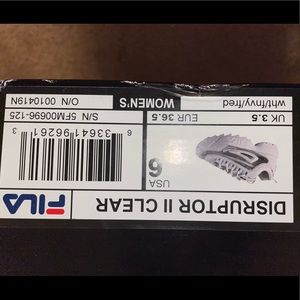 FILA
DISRUPTOR II CLEAR
6
USA
UK 3.5
EUR 36.5
wht/fnvy/fred
WOMEN'S
S/N 5FM00696-125
O/N 0010419N
6 33641 96261 3